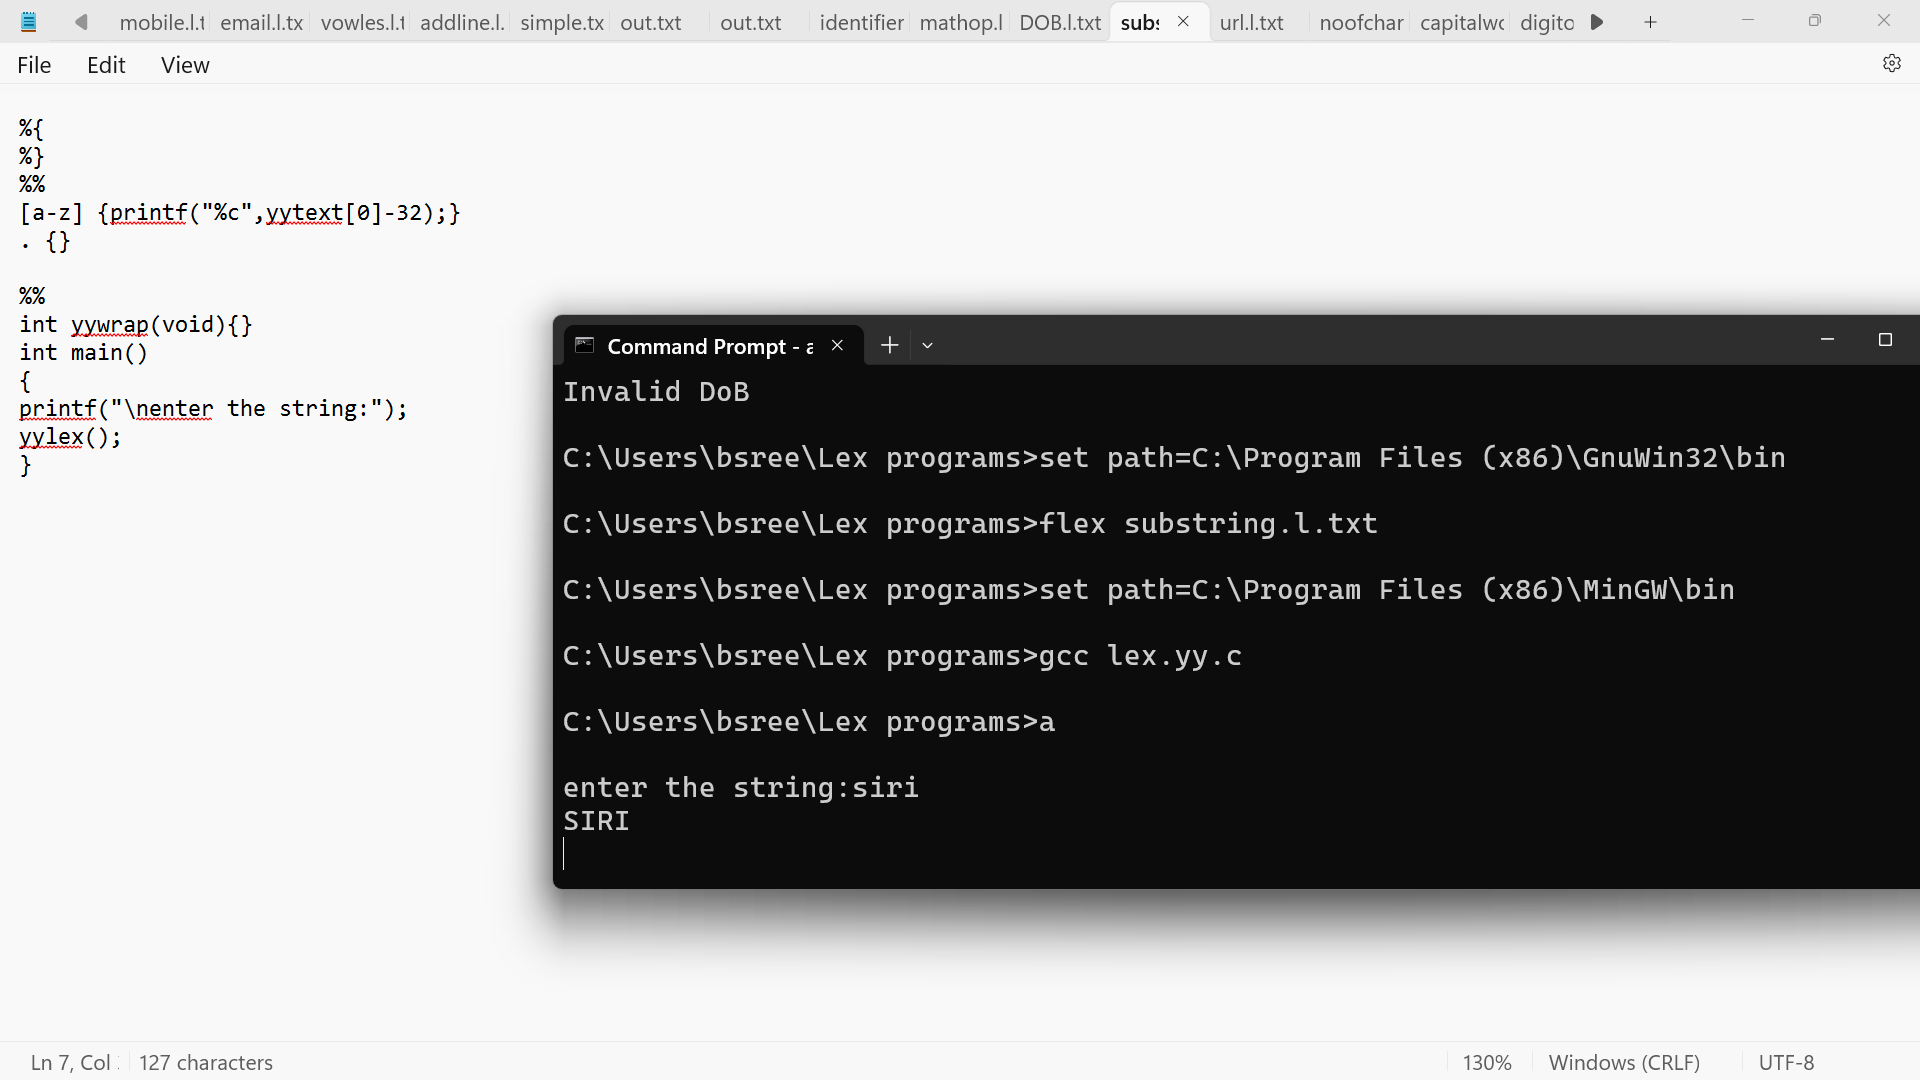 mobile.l.t email.l.tx vowles.l.t addline.l. simple.tx out.txt out.txt identifier mathop.l DOB.l.txt subs url.l.txt noofchar capitalwc digito
File Edit View
%{
%}
%%
[a-z] {printf("%c",yytext[0]-32);}
. {}
%%
int yywrap(void){}
int main()
{
printf("\nenter the string:");
yylex();
}
Command Prompt - a
Invalid DoB
C:\Users\bsree\Lex programs>set path=C:\Program Files (x86)\GnuWin32\bin
C:\Users\bsree\Lex programs>flex substring.l.txt
C:\Users\bsree\Lex programs>set path=C:\Program Files (x86)\MinGW\bin
C:\Users\bsree\Lex programs>gcc lex.yy.c
C:\Users\bsree\Lex programs>a
enter the string:siri
SIRI
Ln 7, Col 127 characters 130% Windows (CRLF) UTF-8